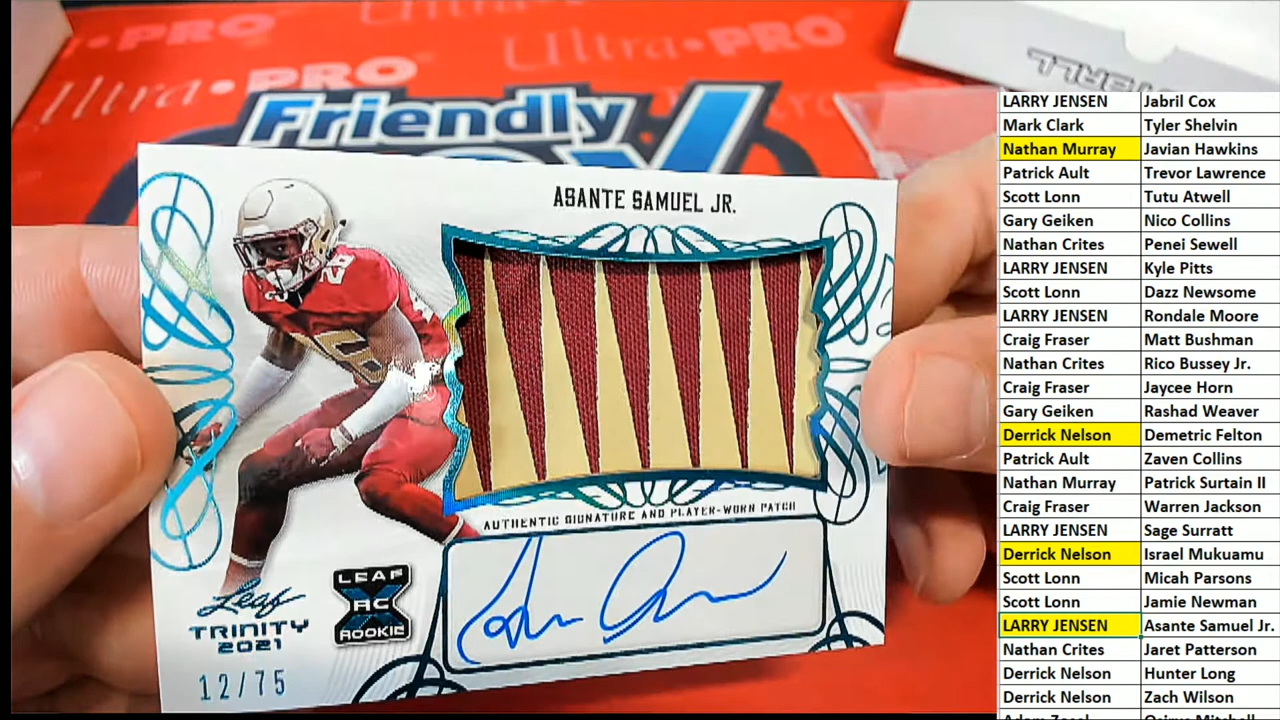 Ultra PRO
Ultra PRO
Ultra PRO
Friendly
ASANTE SAMUEL JR.
26
26
AUTHENTIC SIGNATURE AND PLAYER-WORN PATCH
Leaf
TRINITY
2021
LEAF
RC
ROOKIE
12/75
LARRY JENSEN Jabril Cox
Mark Clark Tyler Shelvin
Nathan Murray Javian Hawkins
Patrick Ault Trevor Lawrence
Scott Lonn Tutu Atwell
Gary Geiken Nico Collins
Nathan Crites Penei Sewell
LARRY JENSEN Kyle Pitts
Scott Lonn Dazz Newsome
LARRY JENSEN Rondale Moore
Craig Fraser Matt Bushman
Nathan Crites Rico Bussey Jr.
Craig Fraser Jaycee Horn
Gary Geiken Rashad Weaver
Derrick Nelson Demetric Felton
Patrick Ault Zaven Collins
Nathan Murray Patrick Surtain II
Craig Fraser Warren Jackson
LARRY JENSEN Sage Surratt
Derrick Nelson Israel Mukuamu
Scott Lonn Micah Parsons
Scott Lonn Jamie Newman
LARRY JENSEN Asante Samuel Jr.
Nathan Crites Jaret Patterson
Derrick Nelson Hunter Long
Derrick Nelson Zach Wilson